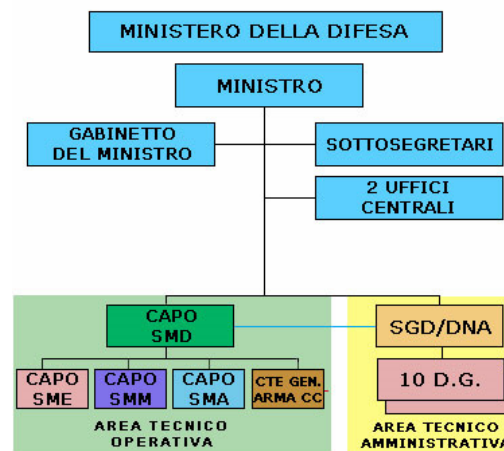 MINISTERO DELLA DIFESA
MINISTRO
GABINETTO
DEL MINISTRO
SOTTOSEGRETARI
2 UFFICI
CENTRALI
CAPO
SMD
SGD/DNA
CAPO
SME
CAPO
SMM
CAPO
SMA
CTE GEN.
ARMA CC
10 D.G.
AREA TECNICO
OPERATIVA
AREA TECNICO
AMMINISTRATIVA